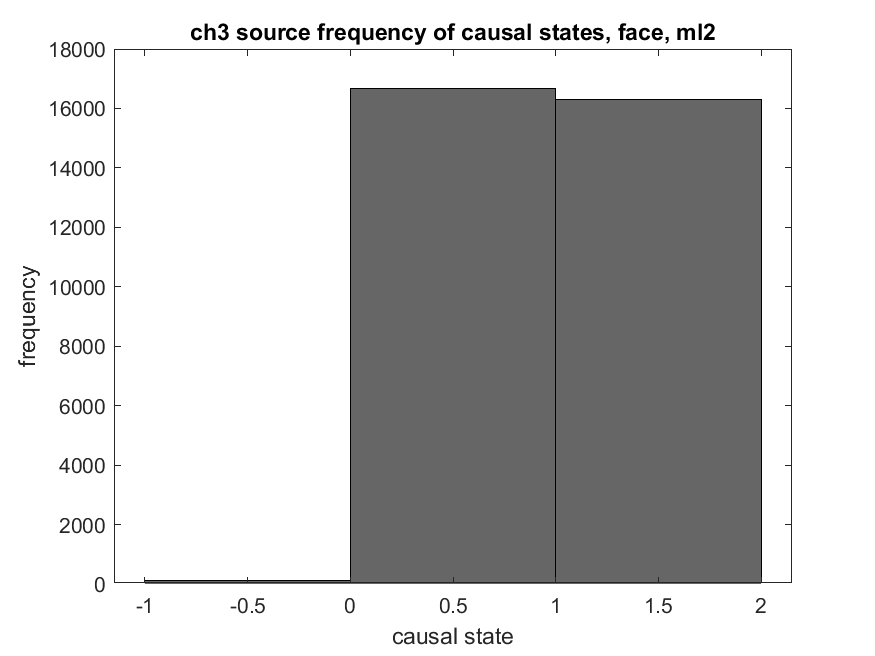 ch3 source frequency of causal states, face, ml2
18000
16000
14000
12000
10000
8000
6000
4000
2000
0
frequency
-1 -0.5 0 0.5 1 1.5 2
causal state